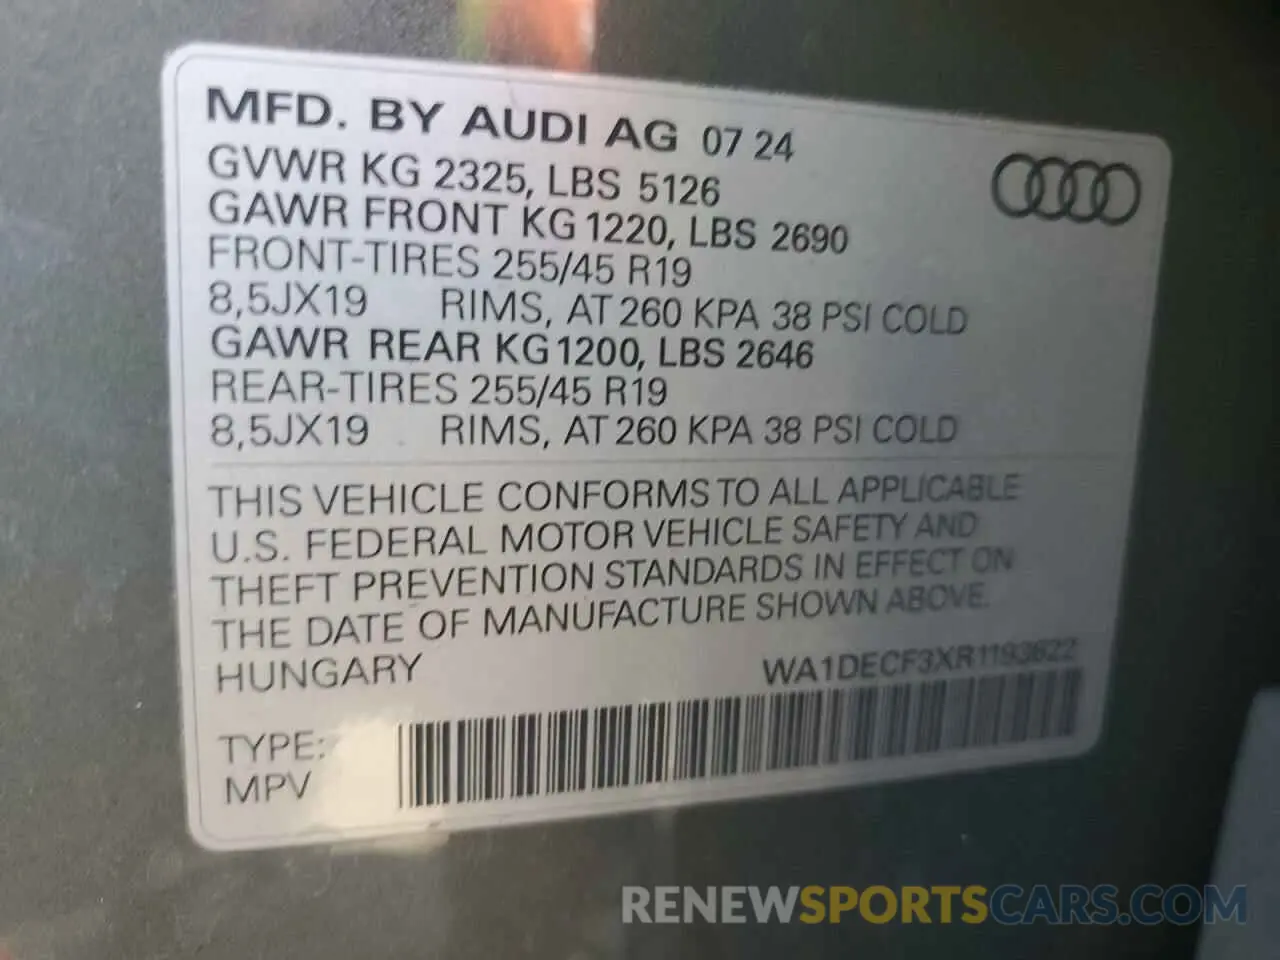 MFD. BY AUDI AG 07 24
GVWR KG 2325, LBS 5126
GAWR FRONT KG 1220, LBS 2690
FRONT-TIRES 255/45 R19
8,5JX19 RIMS, AT 260 KPA 38 PSI COLD
GAWR REAR KG 1200, LBS 2646
REAR-TIRES 255/45 R19
8,5JX19 RIMS, AT 260 KPA 38 PSI COLD
THIS VEHICLE CONFORMS TO ALL APPLICABLE
U.S. FEDERAL MOTOR VEHICLE SAFETY AND
THEFT PREVENTION STANDARDS IN EFFECT ON
THE DATE OF MANUFACTURE SHOWN ABOVE.
HUNGARY WA1DECF3XR1193622
TYPE:
MPV
RENEWSPORTSCARS.COM